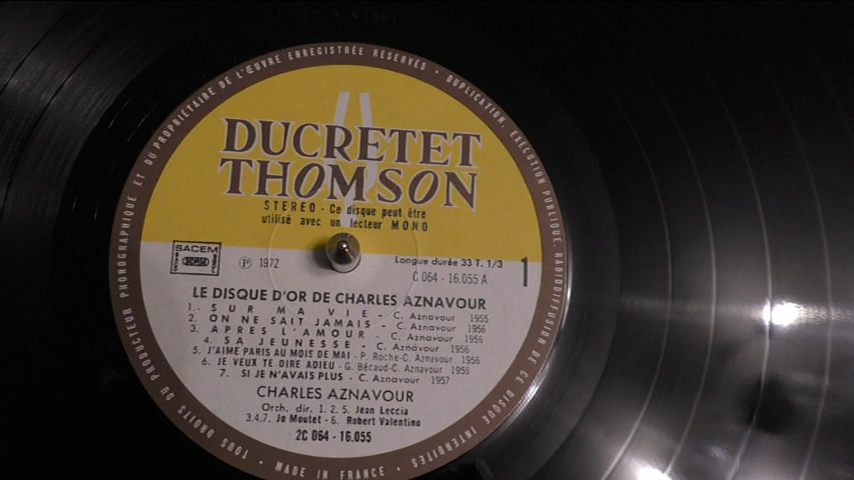 TOUS DROITS DU PRODUCTEUR PHONOGRAPHIQUE ET DU PROPRIÉTAIRE DE L'ŒUVRE ENREGISTRÉE RÉSERVÉS • DUPLICATION, EXÉCUTION PUBLIQUE, RADIODIFFUSION DE CE DISQUE INTERDITES • MADE IN FRANCE •
DUCRETET
THOMSON
STEREO - Ce disque peut être
utilisé avec un lecteur MONO
SACEM
℗ 1972
Longue durée 33 T. 1/3
C 064 - 16.055 A
1
LE DISQUE D'OR DE CHARLES AZNAVOUR
1. - SUR MA VIE - C. Aznavour 1955
2. ON NE SAIT JAMAIS - C. Aznavour 1956
3. APRES L'AMOUR - C. Aznavour 1956
4. SA JEUNESSE - C. Aznavour 1956
5. J'AIME PARIS AU MOIS DE MAI - P. Roche-C. Aznavour 1956
6. JE VEUX TE DIRE ADIEU - G. Bécaud-C. Aznavour 1956
7. SI JE N'AVAIS PLUS - C. Aznavour 1957
CHARLES AZNAVOUR
Orch. dir. 1. 2. 5. Jean Leccia
3.4.7. Jo Moutet - 6. Robert Valentino
2C 064 - 16.055